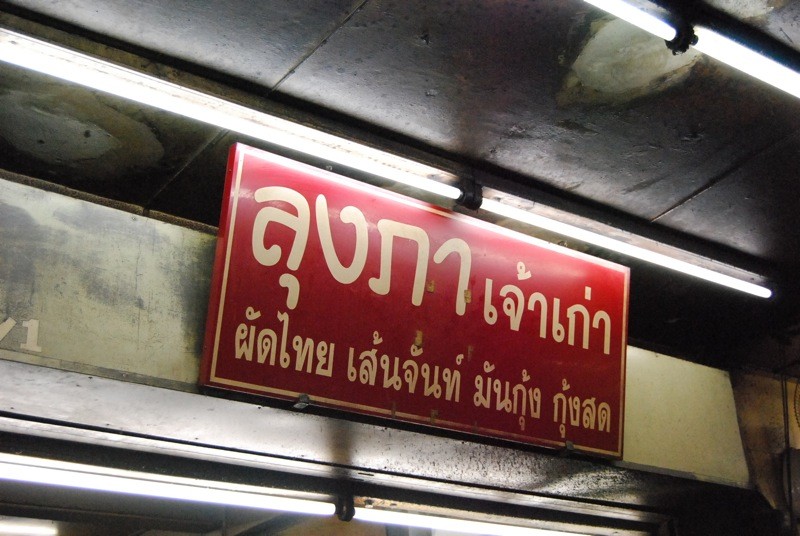 ลุงภา เจ้าเก่า
ผัดไทย เส้นจันท์ มันกุ้ง กุ้งสด
/1